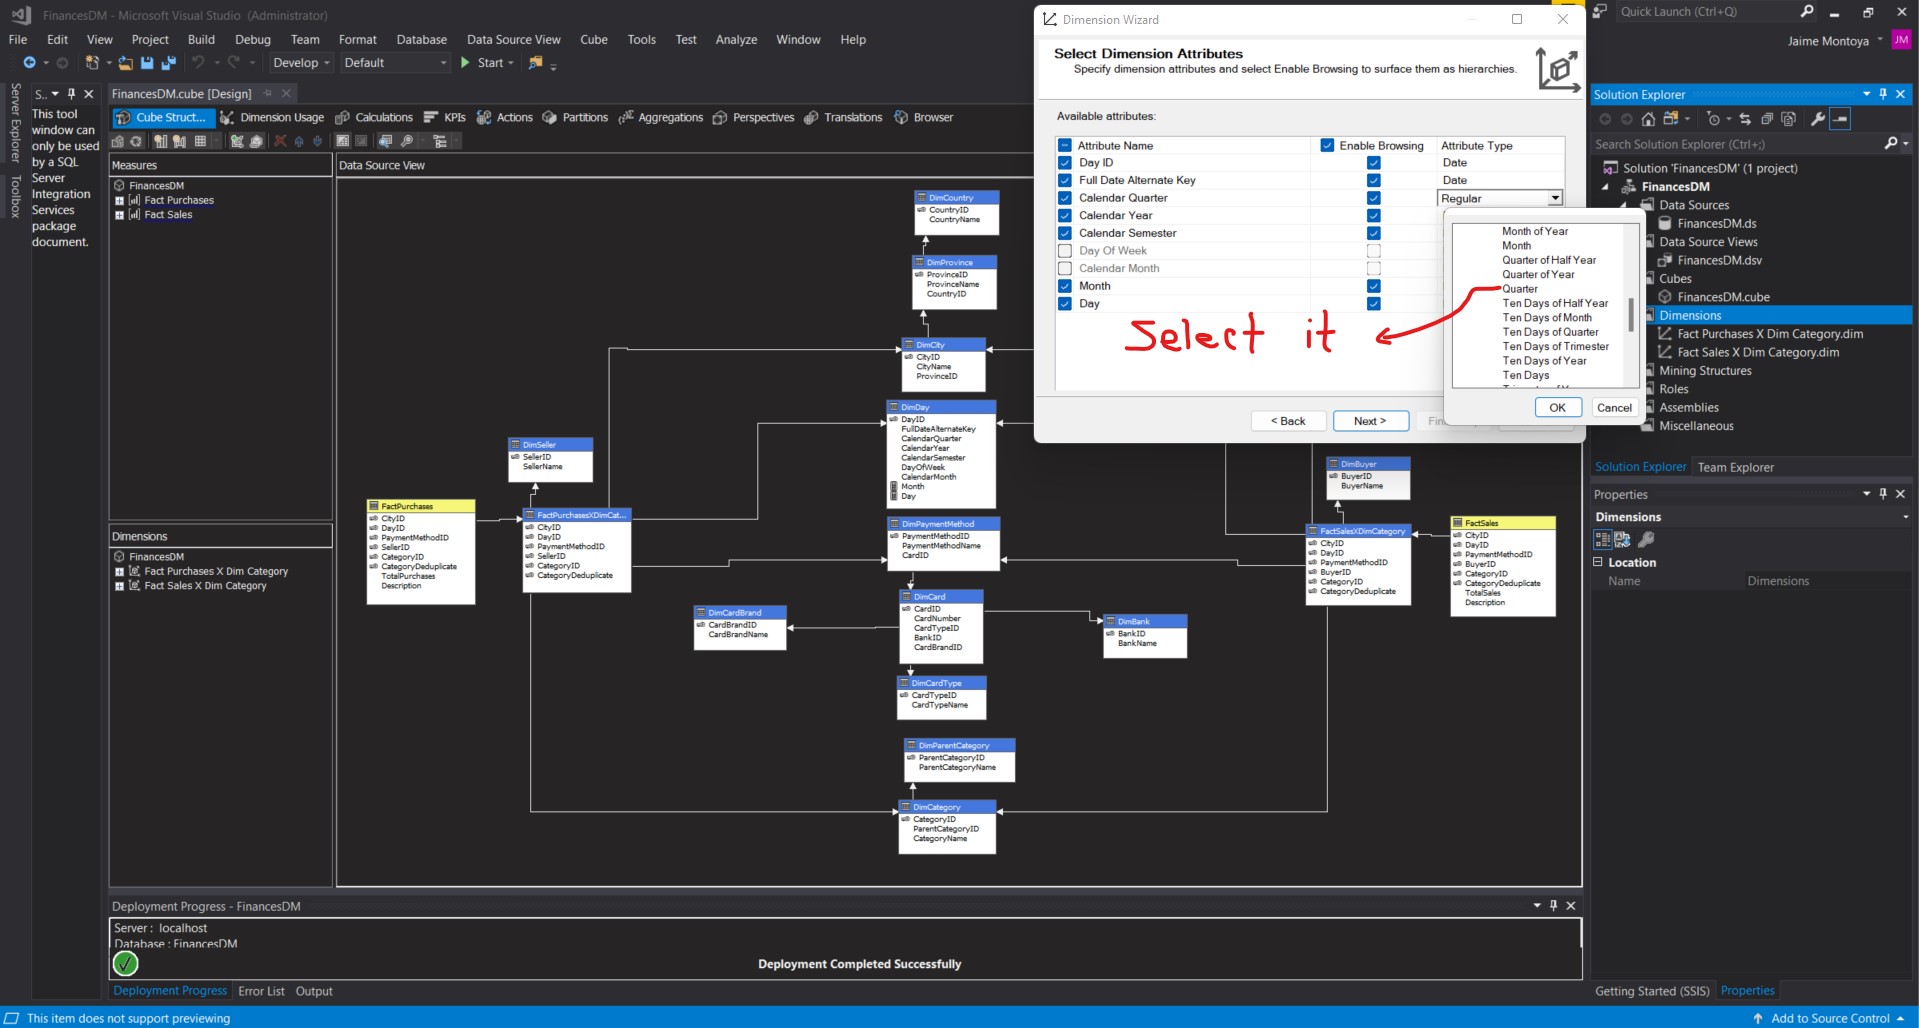 FinancesDM - Microsoft Visual Studio (Administrator)
Quick Launch (Ctrl+Q)
File Edit View Project Build Debug Team Format Database Data Source View Cube Tools Test Analyze Window Help
Jaime Montoya JM
Develop Default Start
Server Explorer
Toolbox
S..
This tool
window can
only be used
by a SQL
Server
Integration
Services
package
document.
FinancesDM.cube [Design]
Cube Struct... Dimension Usage Calculations KPIs Actions Partitions Aggregations Perspectives Translations Browser
Measures
FinancesDM
Fact Purchases
Fact Sales
Dimensions
FinancesDM
Fact Purchases X Dim Category
Fact Sales X Dim Category
Data Source View
DimCountry
CountryID
CountryName
DimProvince
ProvinceID
ProvinceName
CountryID
DimCity
CityID
CityName
ProvinceID
DimDay
DayID
FullDateAlternateKey
CalendarQuarter
CalendarYear
CalendarSemester
DayOfWeek
CalendarMonth
Month
Day
DimSeller
SellerID
SellerName
FactPurchases
CityID
DayID
PaymentMethodID
SellerID
CategoryID
CategoryDeduplicate
TotalPurchases
Description
FactPurchasesXDimCat...
CityID
DayID
PaymentMethodID
SellerID
CategoryID
CategoryDeduplicate
DimPaymentMethod
PaymentMethodID
PaymentMethodName
CardID
DimCardBrand
CardBrandID
CardBrandName
DimCard
CardID
CardNumber
CardTypeID
BankID
CardBrandID
DimBank
BankID
BankName
DimCardType
CardTypeID
CardTypeName
DimParentCategory
ParentCategoryID
ParentCategoryName
DimCategory
CategoryID
ParentCategoryID
CategoryName
DimBuyer
BuyerID
BuyerName
FactSalesXDimCategory
CityID
DayID
PaymentMethodID
BuyerID
CategoryID
CategoryDeduplicate
FactSales
CityID
DayID
PaymentMethodID
BuyerID
CategoryID
CategoryDeduplicate
TotalSales
Description
Dimension Wizard
Select Dimension Attributes
Specify dimension attributes and select Enable Browsing to surface them as hierarchies.
Available attributes:
Attribute Name Enable Browsing Attribute Type
Day ID Date
Full Date Alternate Key Date
Calendar Quarter Regular
Calendar Year
Calendar Semester
Day Of Week
Calendar Month
Month
Day
Select it
Month of Year
Month
Quarter of Half Year
Quarter of Year
Quarter
Ten Days of Half Year
Ten Days of Month
Ten Days of Quarter
Ten Days of Trimester
Ten Days of Year
Ten Days
OK Cancel
< Back Next >
Solution Explorer
Search Solution Explorer (Ctrl+;)
Solution 'FinancesDM' (1 project)
FinancesDM
Data Sources
FinancesDM.ds
Data Source Views
FinancesDM.dsv
Cubes
FinancesDM.cube
Dimensions
Fact Purchases X Dim Category.dim
Fact Sales X Dim Category.dim
Mining Structures
Roles
Assemblies
Miscellaneous
Solution Explorer Team Explorer
Properties
Dimensions
Location
Name Dimensions
Deployment Progress - FinancesDM
Server : localhost
Database : FinancesDM
Deployment Completed Successfully
Deployment Progress Error List Output
Getting Started (SSIS) Properties
This item does not support previewing
Add to Source Control